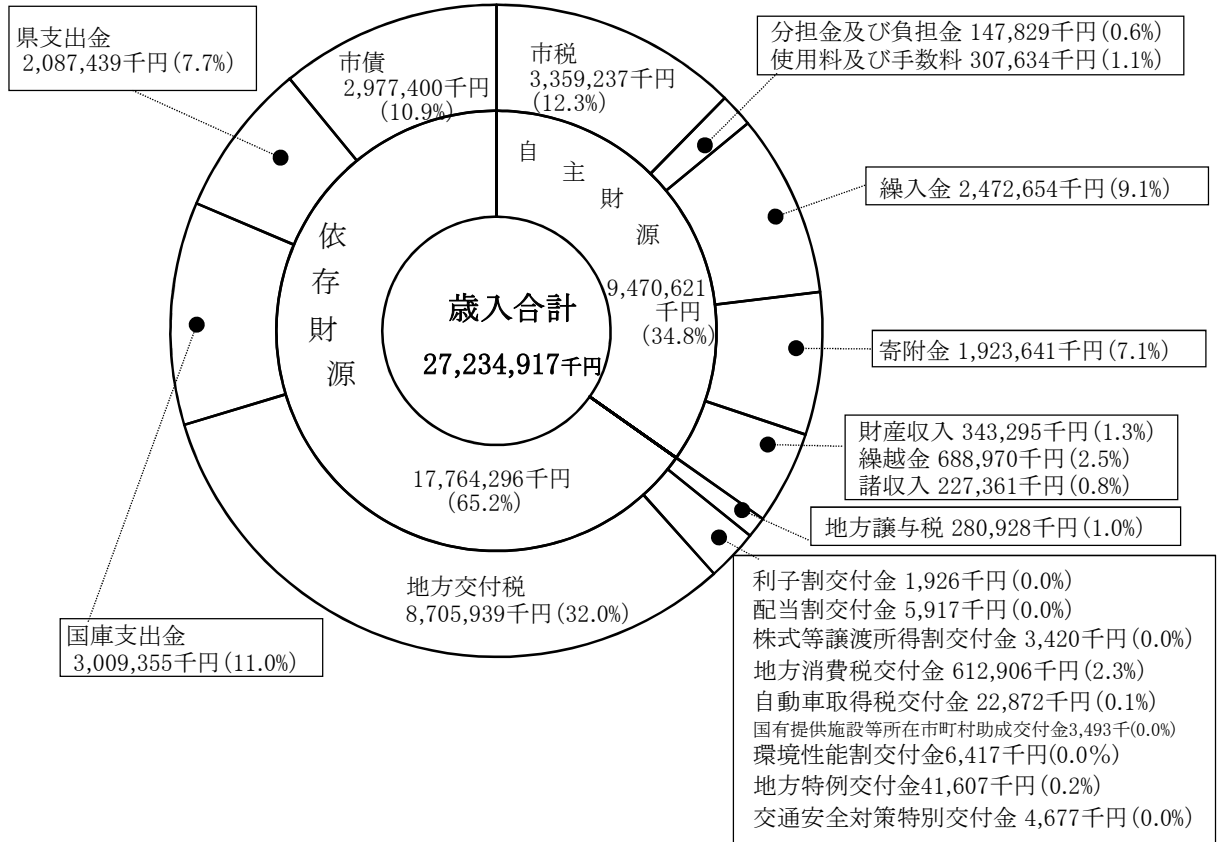 県支出金
2,087,439千円(7.7%)
市債
2,977,400千円
(10.9%)
市税
3,359,237千円
(12.3%)
分担金及び負担金 147,829千円(0.6%)
使用料及び手数料 307,634千円(1.1%)
自主財源
9,470,621
千円
(34.8%)
繰入金 2,472,654千円(9.1%)
依存財源
歳入合計
27,234,917千円
寄附金 1,923,641千円(7.1%)
財産収入 343,295千円(1.3%)
繰越金 688,970千円(2.5%)
諸収入 227,361千円(0.8%)
17,764,296千円
(65.2%)
地方譲与税 280,928千円(1.0%)
地方交付税
8,705,939千円(32.0%)
国庫支出金
3,009,355千円(11.0%)
利子割交付金 1,926千円(0.0%)
配当割交付金 5,917千円(0.0%)
株式等譲渡所得割交付金 3,420千円(0.0%)
地方消費税交付金 612,906千円(2.3%)
自動車取得税交付金 22,872千円(0.1%)
国有提供施設等所在市町村助成交付金3,493千(0.0%)
環境性能割交付金6,417千円(0.0％)
地方特例交付金41,607千円(0.2%)
交通安全対策特別交付金 4,677千円(0.0%)